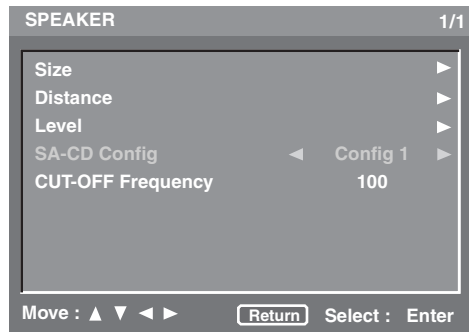 SPEAKER 1/1
Size ►
Distance ►
Level ►
SA-CD Config ◄ Config 1 ►
CUT-OFF Frequency 100
Move : ▲ ▼ ◄ ► Return Select : Enter